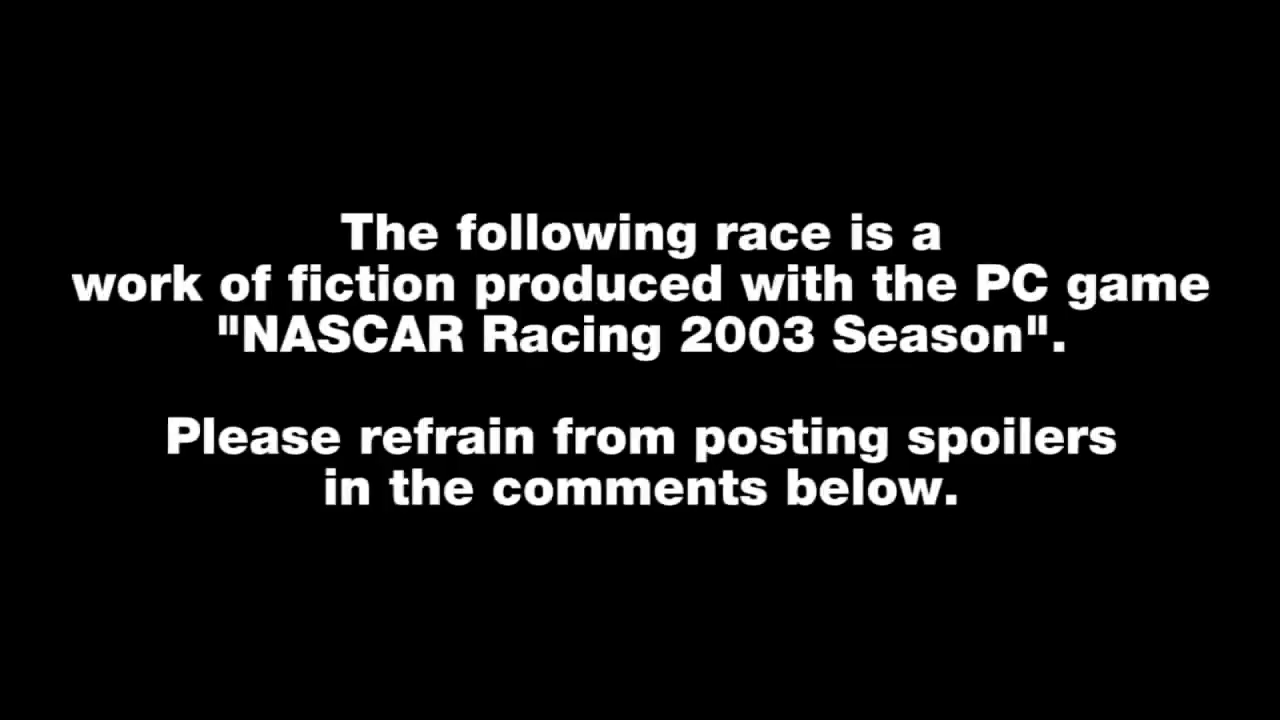 The following race is a
work of fiction produced with the PC game
"NASCAR Racing 2003 Season".
Please refrain from posting spoilers
in the comments below.